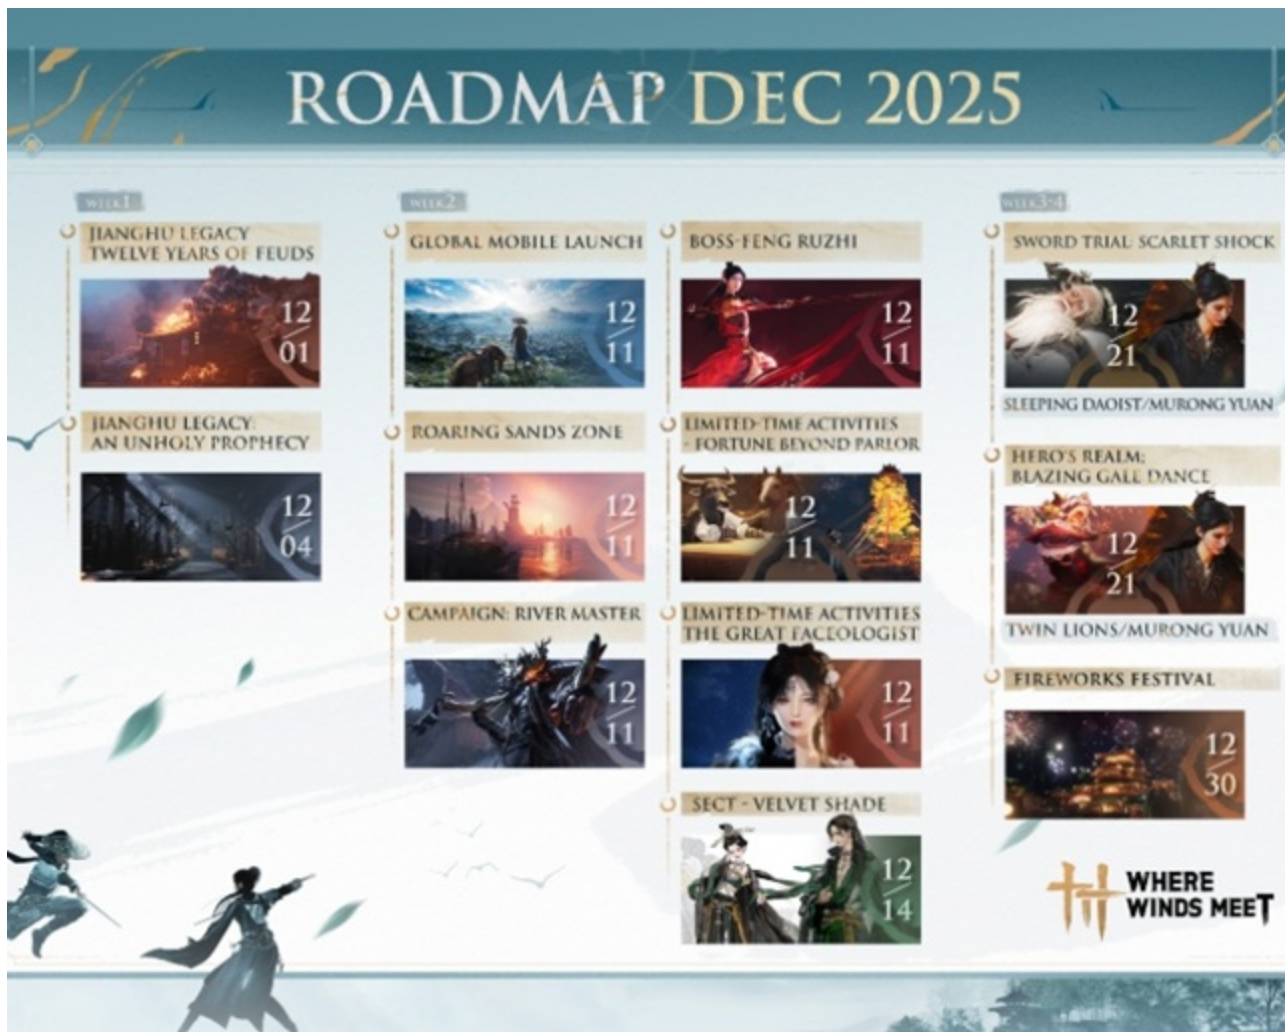 ROADMAP DEC 2025
WEEK1
JIANGHU LEGACY
TWELVE YEARS OF FEUDS
12
01
JIANGHU LEGACY:
AN UNHOLY PROPHECY
12
04
WEEK2
GLOBAL MOBILE LAUNCH
12
11
ROARING SANDS ZONE
12
11
CAMPAIGN: RIVER MASTER
12
11
BOSS-FENG RUZHI
12
11
LIMITED-TIME ACTIVITIES
- FORTUNE BEYOND PARLOR
12
11
LIMITED-TIME ACTIVITIES
THE GREAT FACEOLOGIST
12
11
SECT - VELVET SHADE
12
14
WEEK3-4
SWORD TRIAL: SCARLET SHOCK
12
21
SLEEPING DAOIST/MURONG YUAN
HERO'S REALM:
BLAZING GALE DANCE
12
21
TWIN LIONS/MURONG YUAN
FIREWORKS FESTIVAL
12
30
WHERE
WINDS MEET